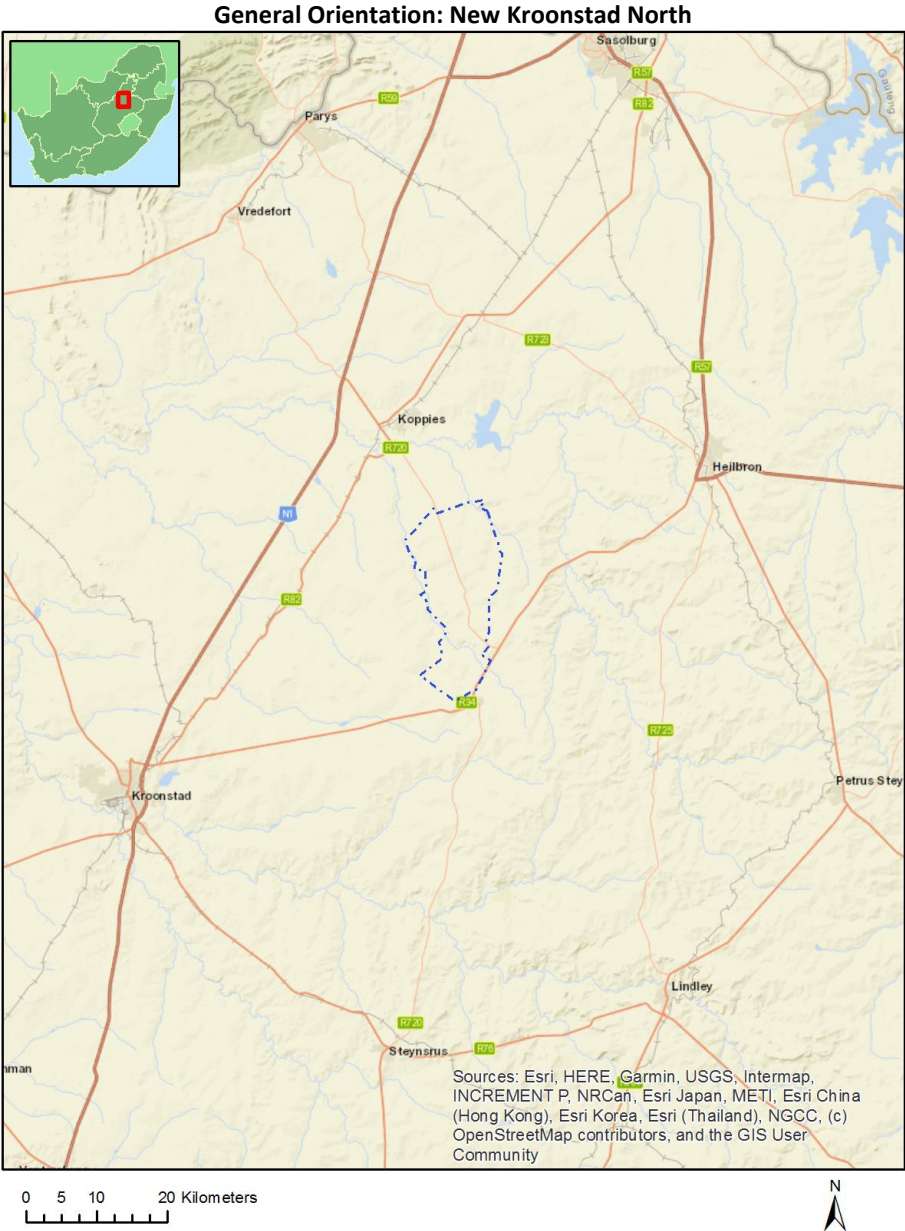 General Orientation: New Kroonstad North
Sasolburg
R57
R82
R59
Gauteng
Parys
Vredefort
R723
R57
Koppies
R720
Heilbron
N1
R82
R34
R725
Petrus Stey
Kroonstad
Lindley
R720
Steynsrus
R76
nman
Sources: Esri, HERE, Garmin, USGS, Intermap,
INCREMENT P, NRCan, Esri Japan, METI, Esri China
(Hong Kong), Esri Korea, Esri (Thailand), NGCC, (c)
OpenStreetMap contributors, and the GIS User
Community
0 5 10 20 Kilometers
N